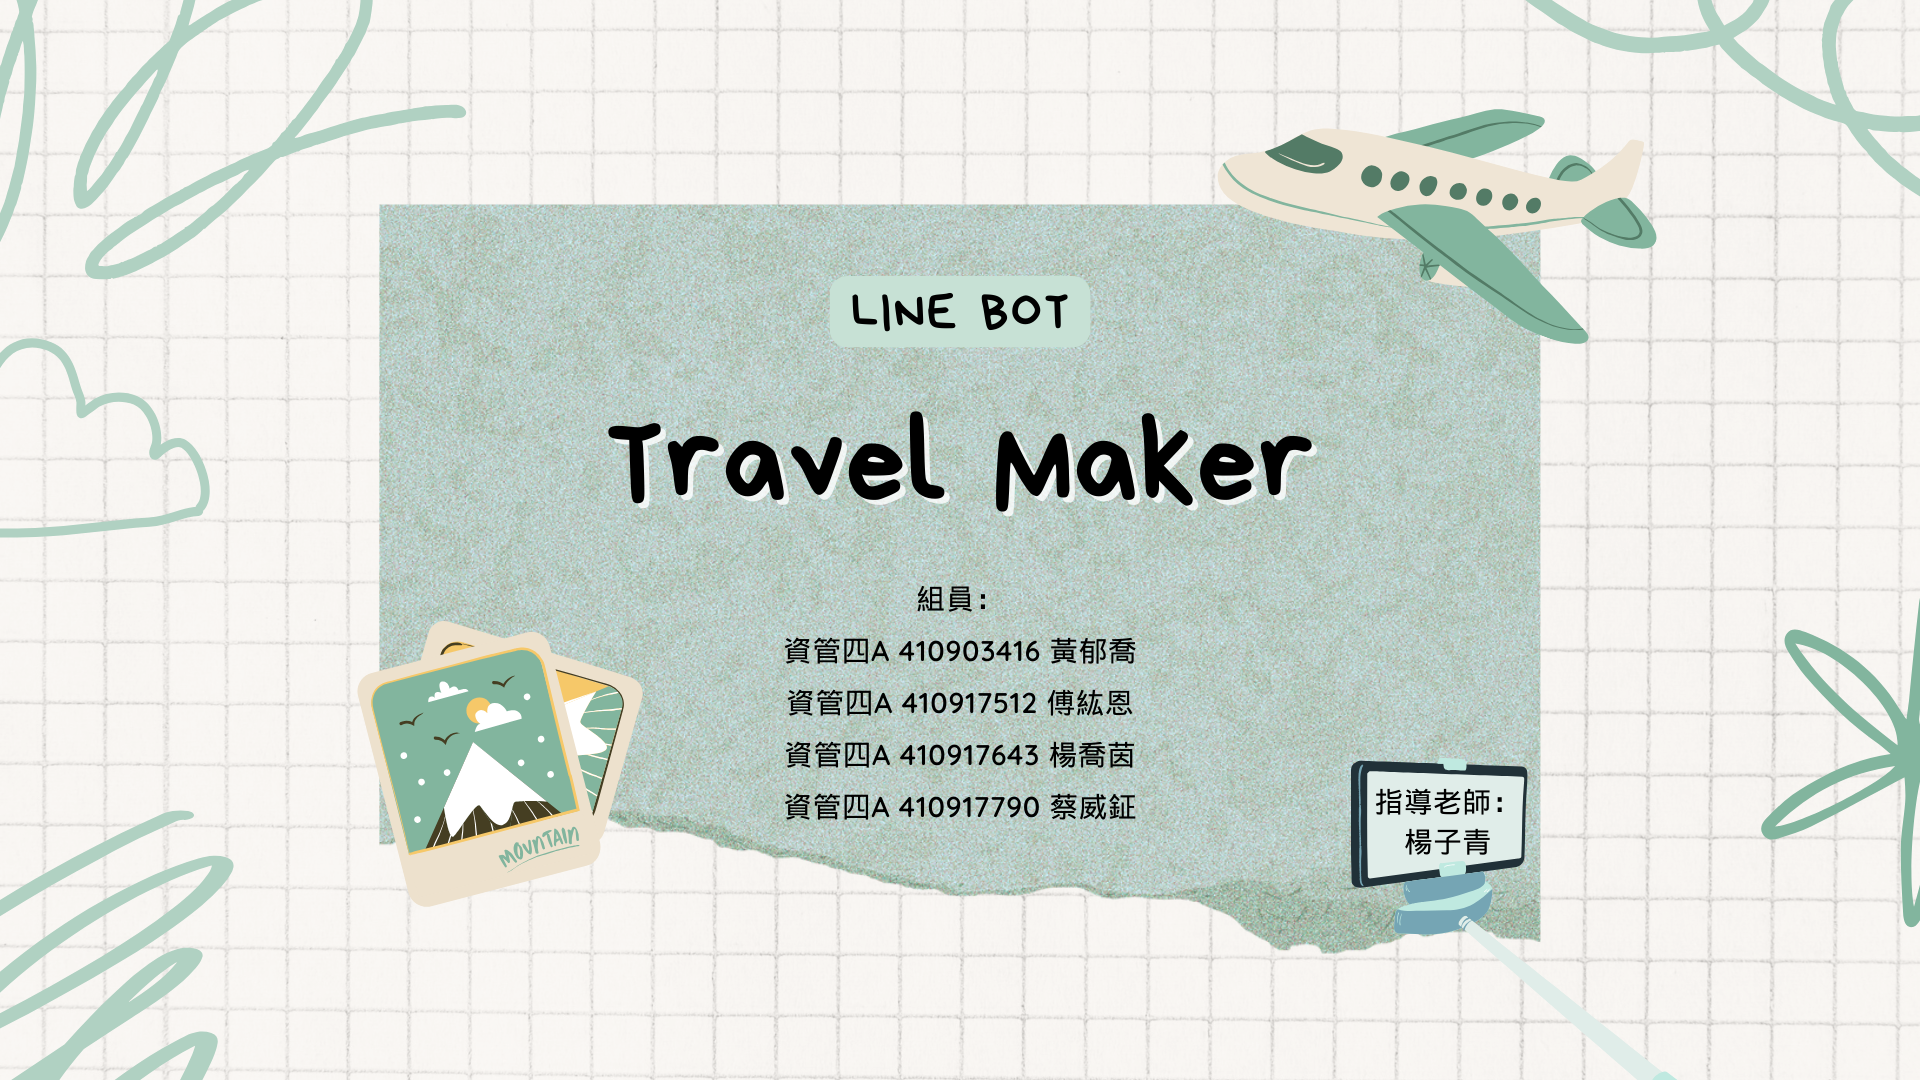 LINE BOT
Travel Maker
組員：
資管四A 410903416 黃郁喬
資管四A 410917512 傅紘恩
資管四A 410917643 楊喬茵
資管四A 410917790 蔡威鉦
指導老師：
楊子青
MOUNTAIN